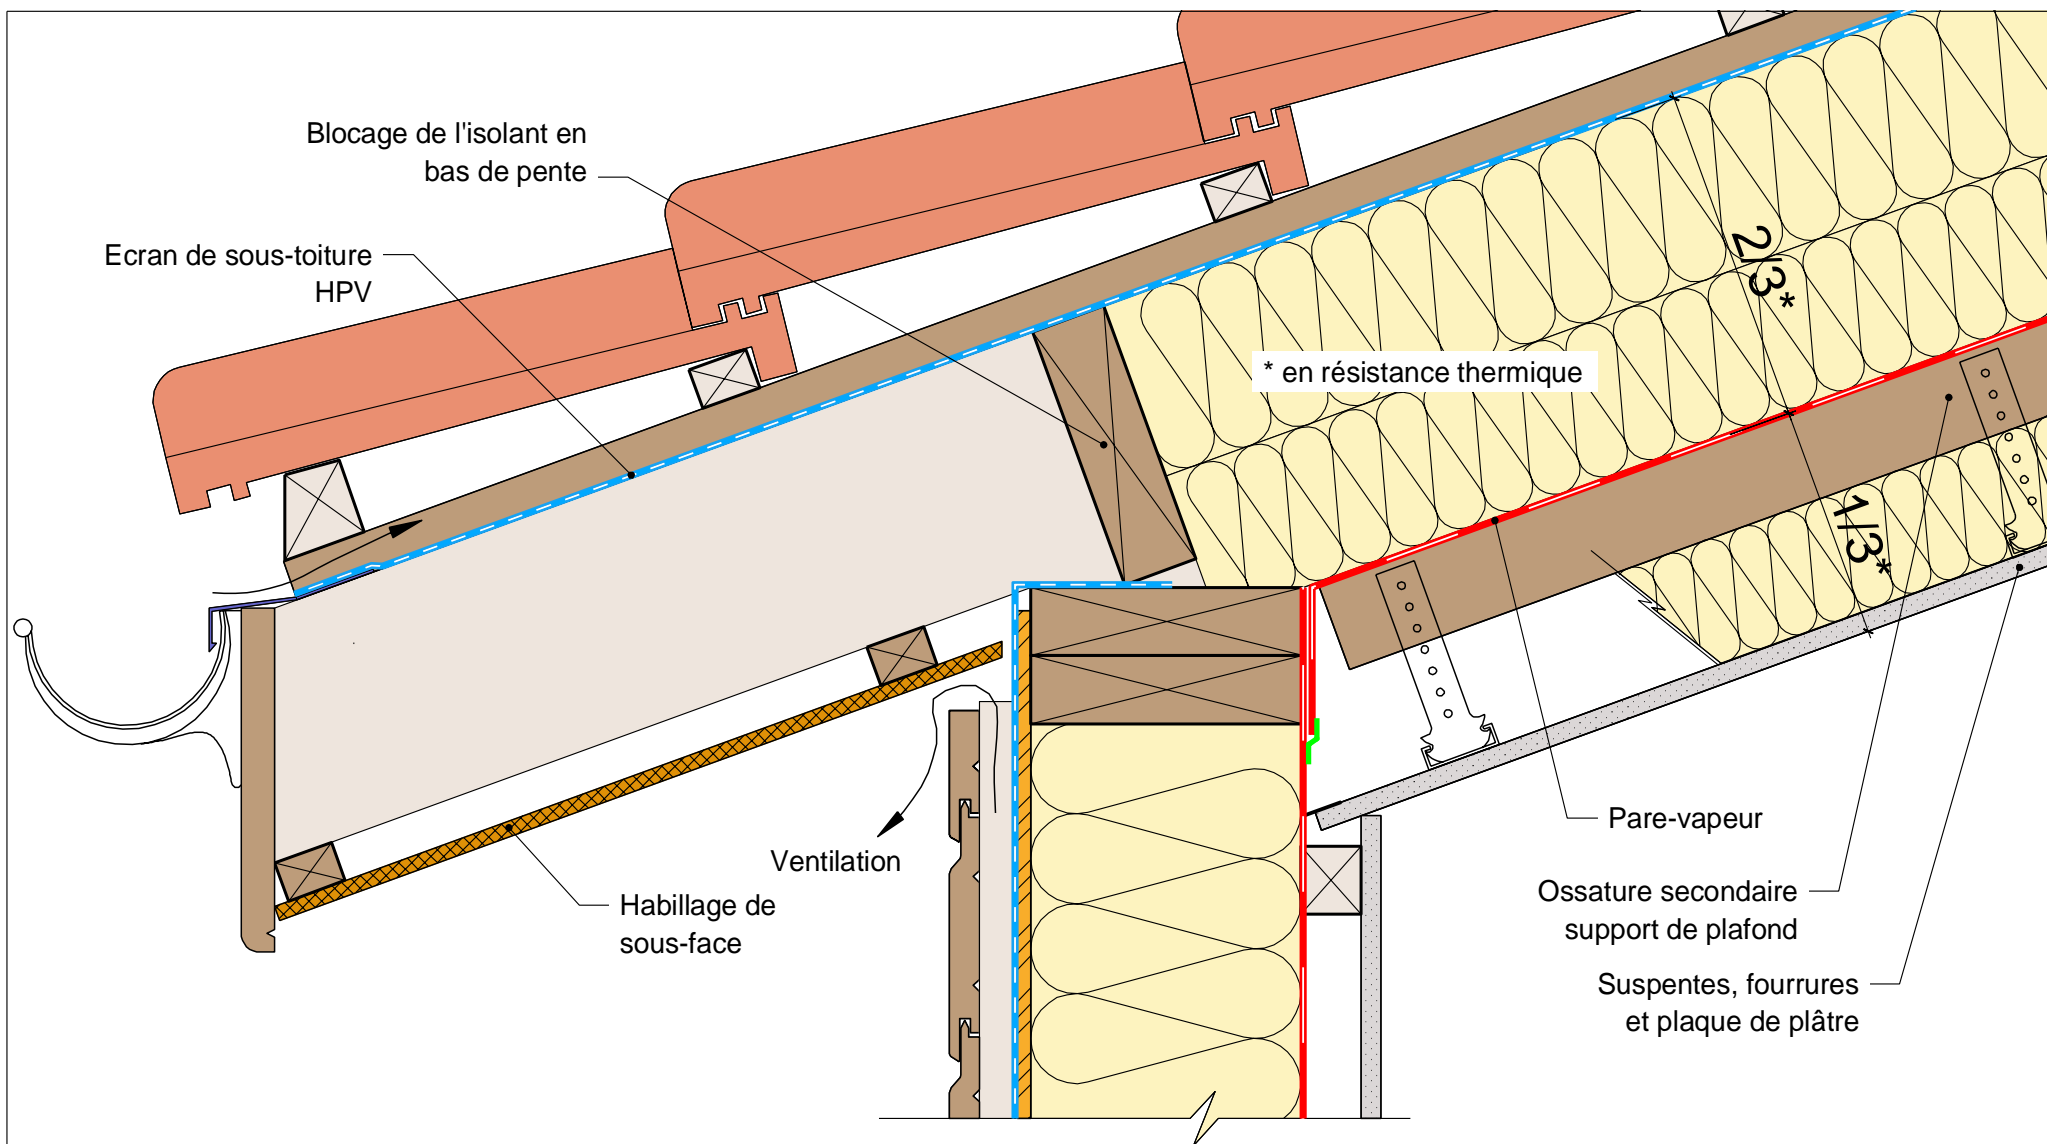 Blocage de l'isolant en
bas de pente
Ecran de sous-toiture
HPV
2/3*
* en résistance thermique
1/3*
Pare-vapeur
Ventilation
Habillage de
sous-face
Ossature secondaire
support de plafond
Suspentes, fourrures
et plaque de plâtre